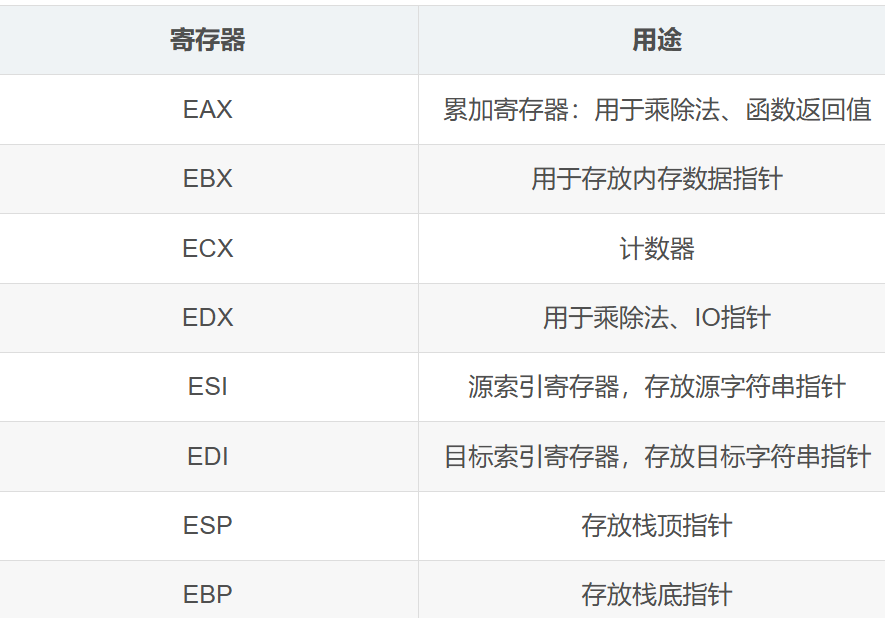 寄存器 用途
EAX 累加寄存器：用于乘除法、函数返回值
EBX 用于存放内存数据指针
ECX 计数器
EDX 用于乘除法、IO指针
ESI 源索引寄存器，存放源字符串指针
EDI 目标索引寄存器，存放目标字符串指针
ESP 存放栈顶指针
EBP 存放栈底指针